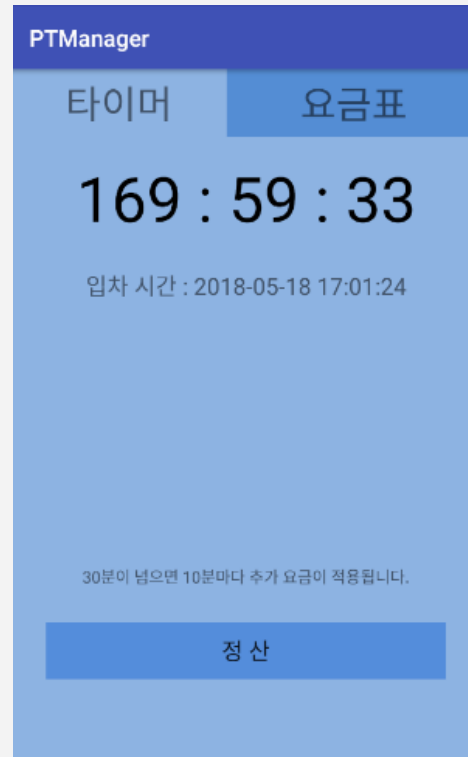 PTManager
타이머 요금표
169 : 59 : 33
입차 시간 : 2018-05-18 17:01:24
30분이 넘으면 10분마다 추가 요금이 적용됩니다.
정 산